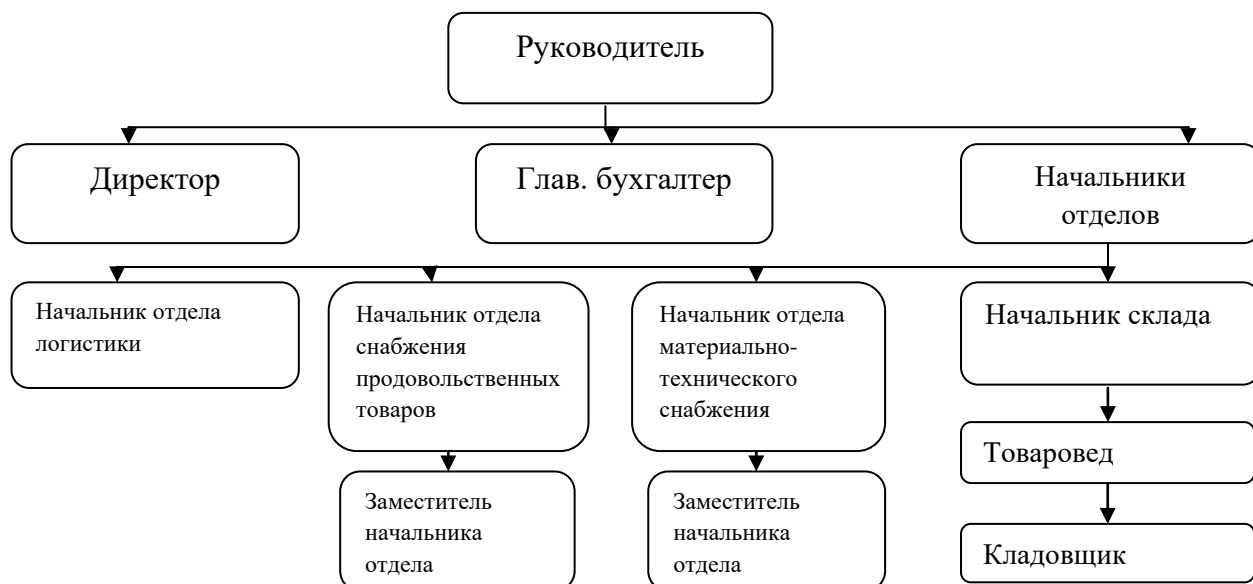 Руководитель
Директор
Глав. бухгалтер
Начальники
отделов
Начальник отдела
логистики
Начальник отдела
снабжения
продовольственных
товаров
Начальник отдела
материально-
технического
снабжения
Начальник склада
Товаровед
Заместитель
начальника
отдела
Заместитель
начальника
отдела
Кладовщик